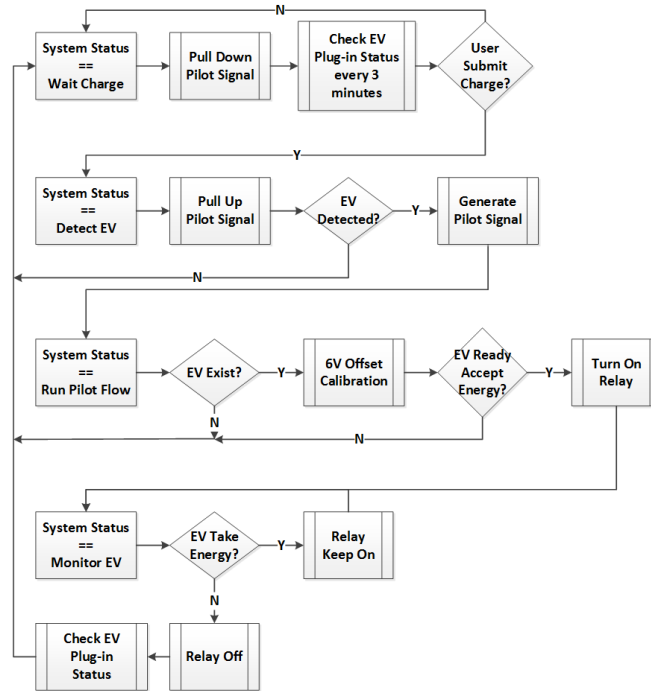 N
System Status
==
Wait Charge
Pull Down
Pilot Signal
Check EV
Plug-in Status
every 3
minutes
User
Submit
Charge?
Y
System Status
==
Detect EV
Pull Up
Pilot Signal
EV
Detected?
Y
Generate
Pilot Signal
N
System Status
==
Run Pilot Flow
EV Exist?
Y
6V Offset
Calibration
EV Ready
Accept
Energy?
Y
Turn On
Relay
N
N
System Status
==
Monitor EV
EV Take
Energy?
Y
Relay
Keep On
N
Check EV
Plug-in
Status
Relay Off